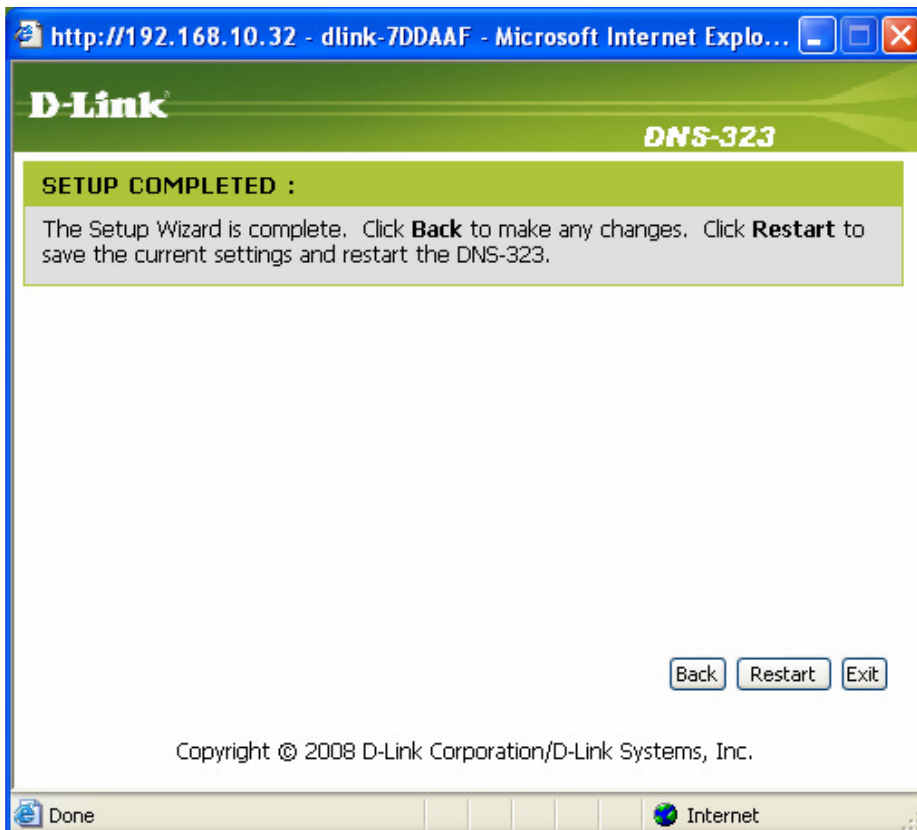 http://192.168.10.32 - dlink-7DDAAF - Microsoft Internet Explo...
D-Link
DNS-323
SETUP COMPLETED :
The Setup Wizard is complete. Click Back to make any changes. Click Restart to
save the current settings and restart the DNS-323.
Back Restart Exit
Copyright © 2008 D-Link Corporation/D-Link Systems, Inc.
Done Internet